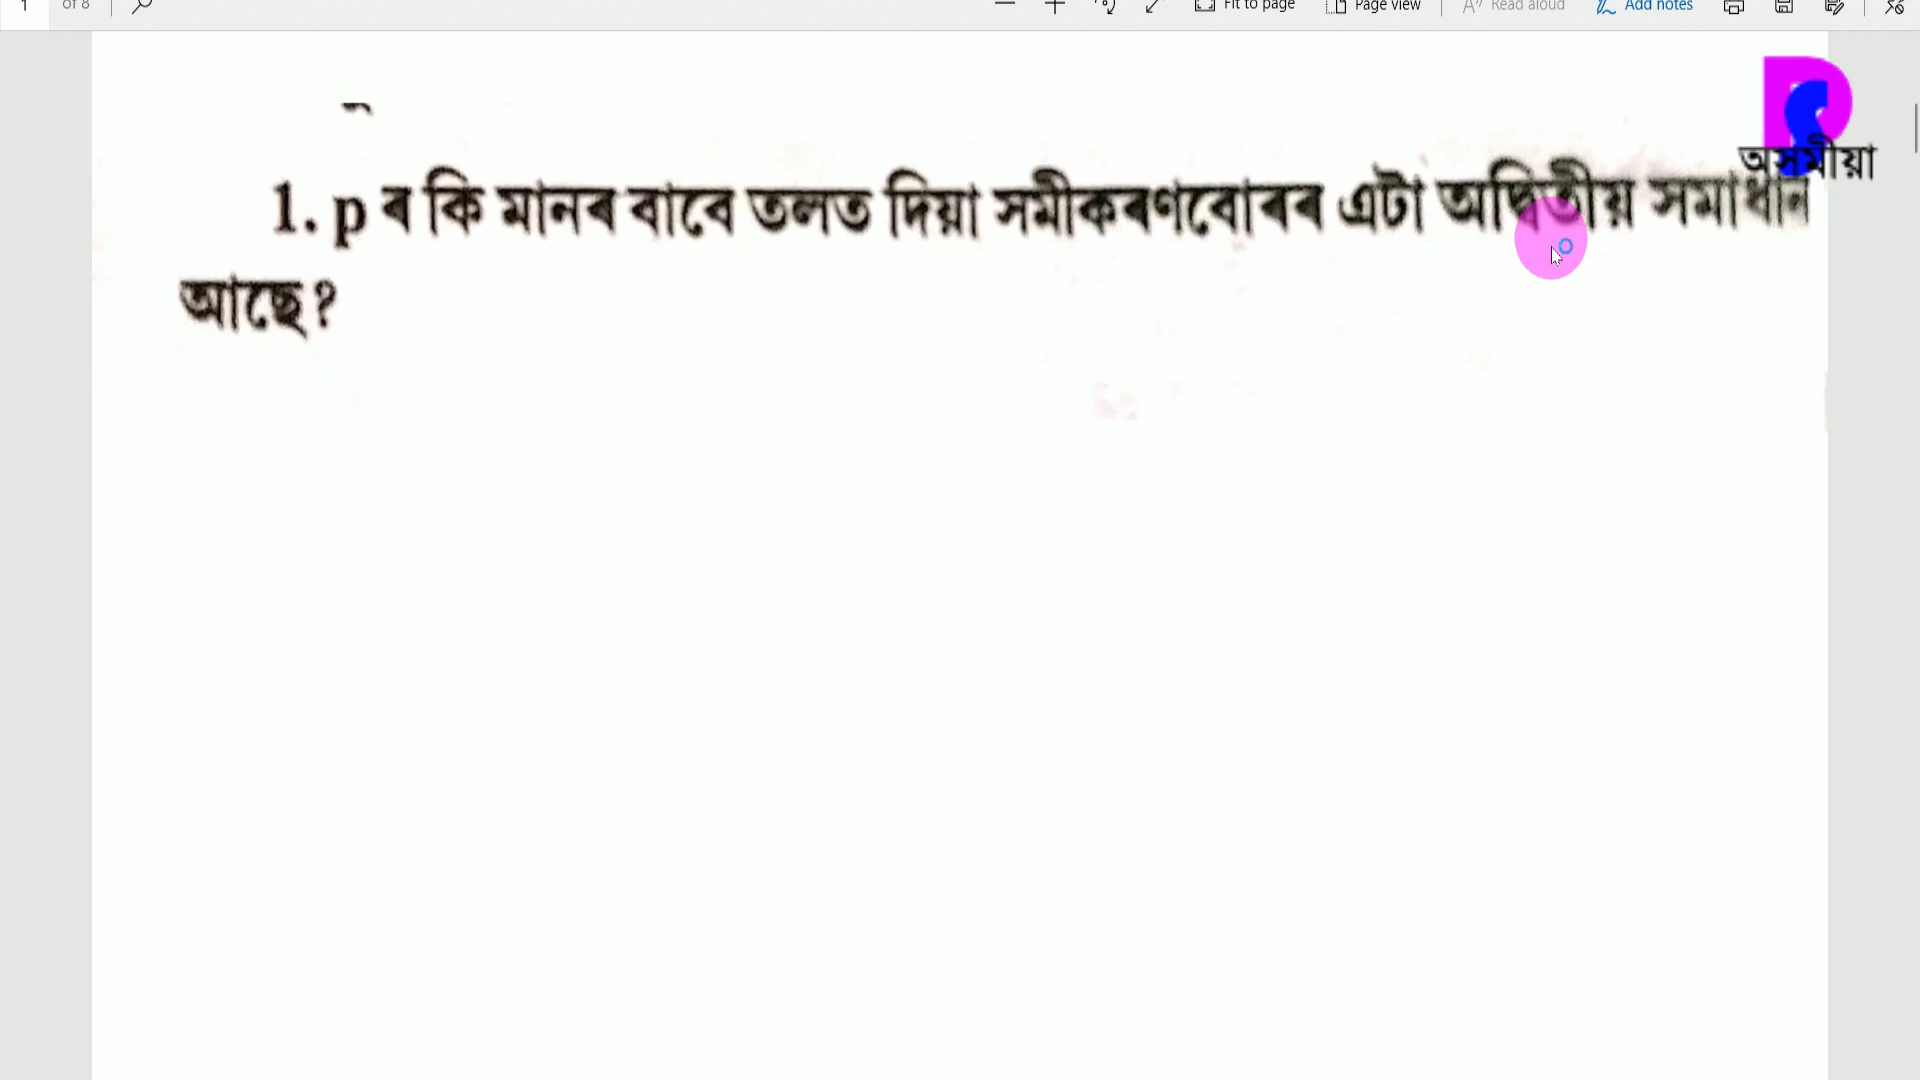 1 of 8 Fit to page Page view Read aloud Add notes
অসমীয়া
1. p ৰ কি মানৰ বাবে তলত দিয়া সমীকৰণবোৰৰ এটা অদ্বিতীয় সমাধান
আছে?